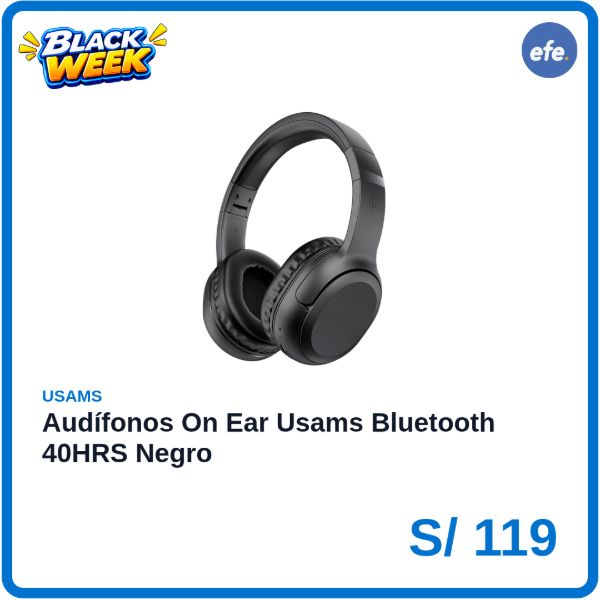 BLACK
WEEK
efe.
USAMS
Audífonos On Ear Usams Bluetooth
40HRS Negro
S/ 119